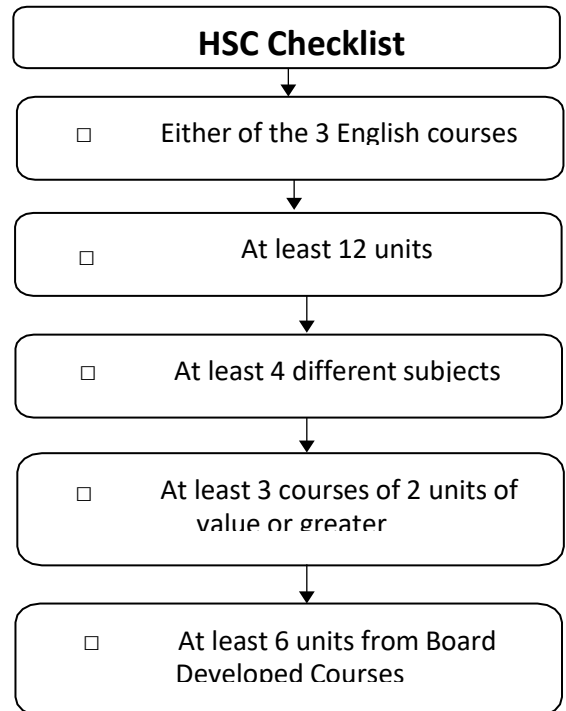 HSC Checklist
□ Either of the 3 English courses
□ At least 12 units
□ At least 4 different subjects
□ At least 3 courses of 2 units of
value or greater
□ At least 6 units from Board
Developed Courses